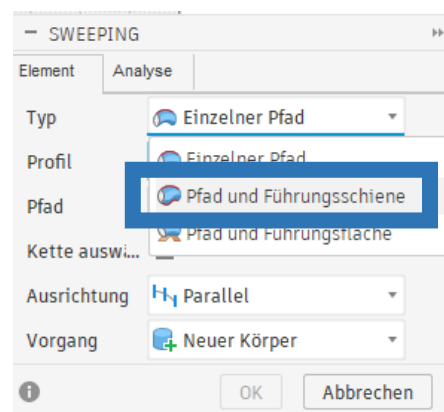 SWEEPING
Element Analyse
Typ Einzelner Pfad
Profil Einzelner Pfad
Pfad Pfad und Führungsschiene
Pfad und Führungsfläche
Kette auswä...
Ausrichtung Parallel
Vorgang Neuer Körper
OK Abbrechen